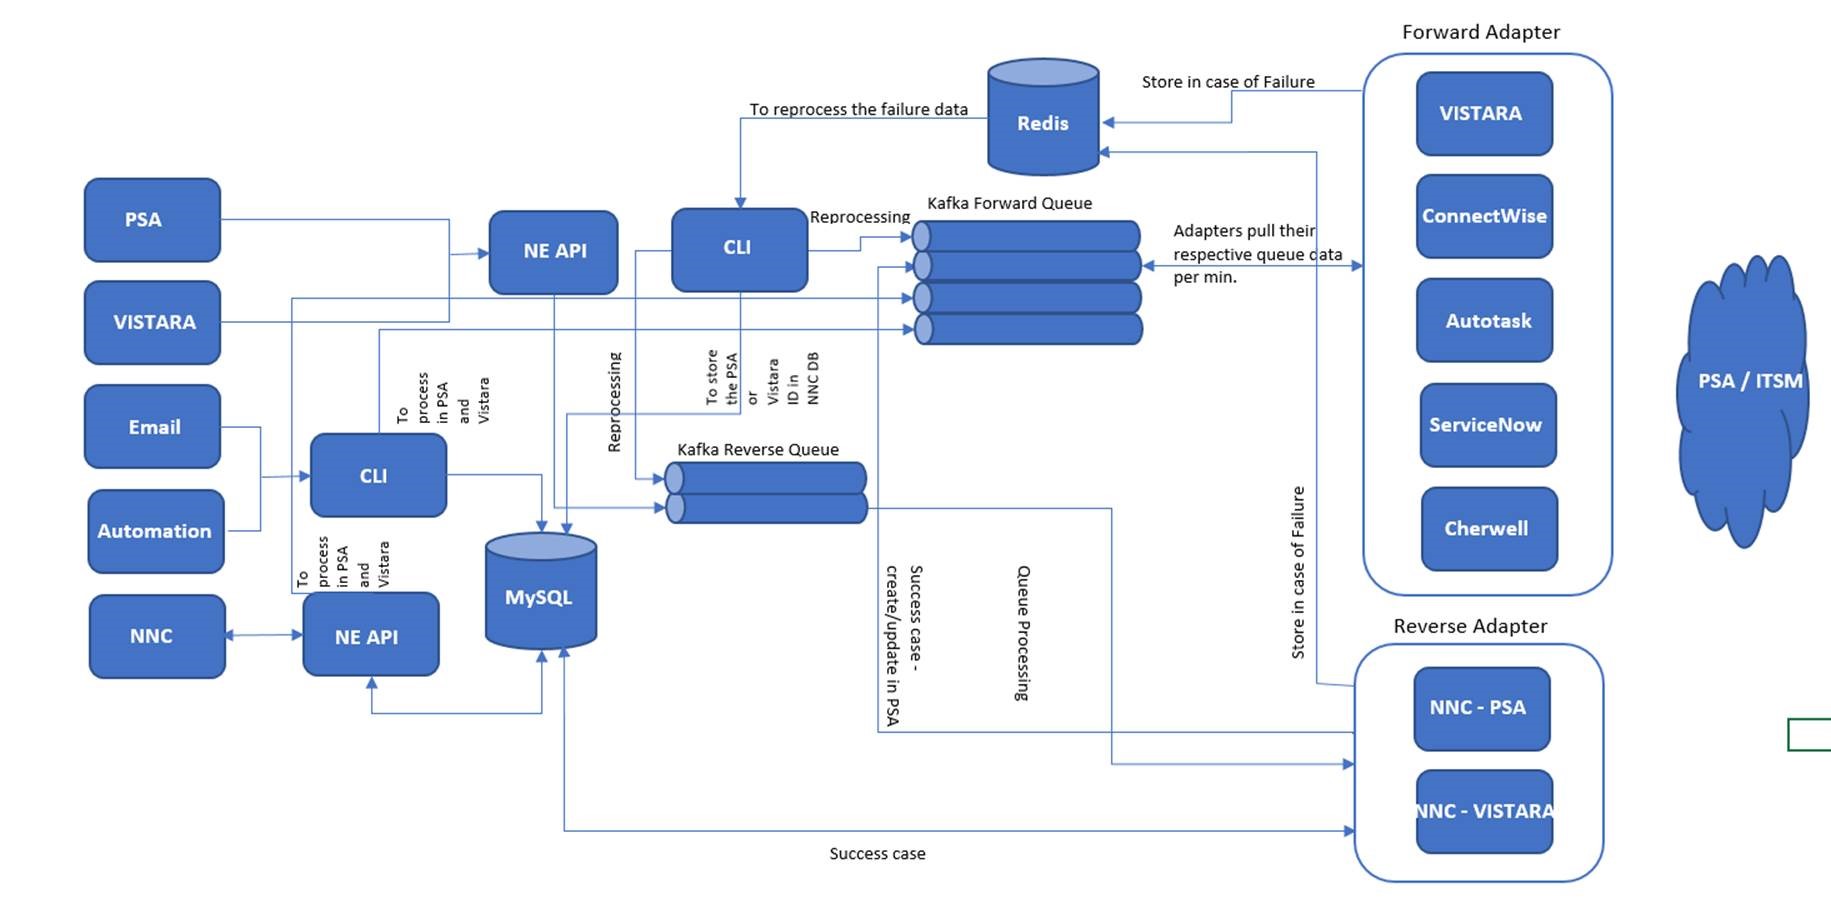 Forward Adapter
Store in case of Failure
VISTARA
To reprocess the failure data
Redis
Kafka Forward Queue
ConnectWise
PSA
NE API
CLI
Reprocessing
Adapters pull their
respective queue data
per min.
VISTARA
Autotask
PSA / ITSM
To
process
in PSA
and
Vistara
Reprocessing
To store
the PSA
or
Vistara
ID in
NNC DB
Email
CLI
Kafka Reverse Queue
ServiceNow
Automation
Cherwell
To
process
in PSA
and
Vistara
MySQL
Success case -
create/update in PSA
Queue Processing
Store in case of Failure
NNC
NE API
Reverse Adapter
NNC - PSA
NNC - VISTARA
Success case